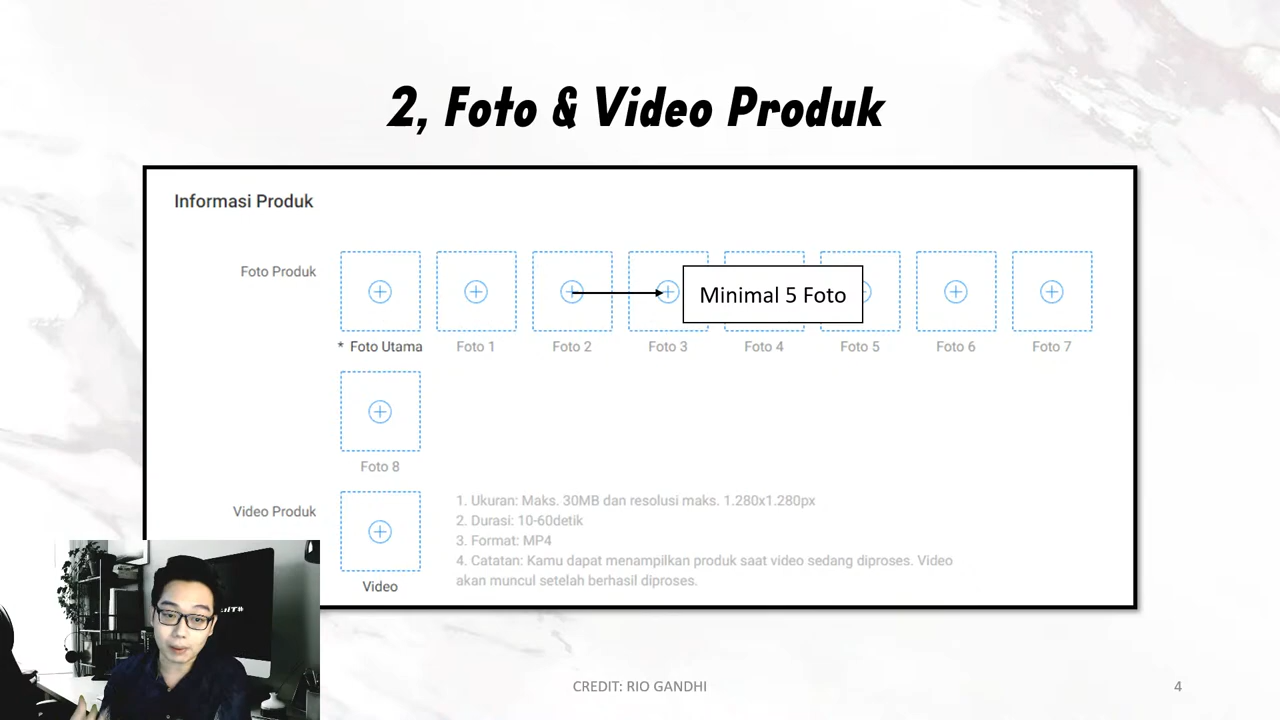 2, Foto & Video Produk
Informasi Produk
Foto Produk
Minimal 5 Foto
* Foto Utama
Foto 1
Foto 2
Foto 3
Foto 4
Foto 5
Foto 6
Foto 7
Foto 8
Video Produk
Video
1. Ukuran: Maks. 30MB dan resolusi maks. 1.280x1.280px
2. Durasi: 10-60detik
3. Format: MP4
4. Catatan: Kamu dapat menampilkan produk saat video sedang diproses. Video
akan muncul setelah berhasil diproses.
CREDIT: RIO GANDHI
4